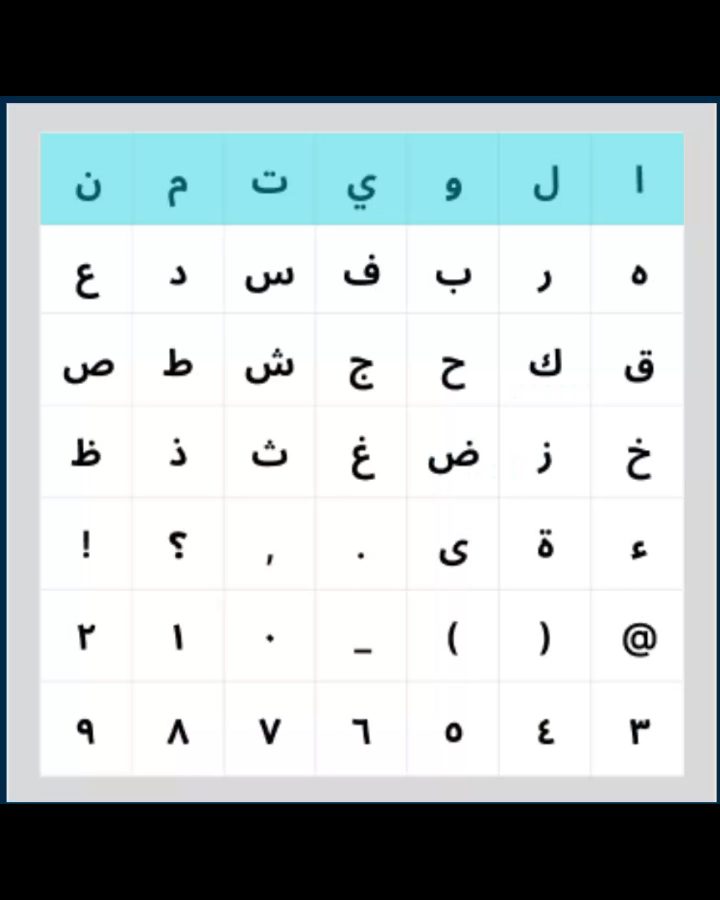 ا ل و ي ت م ن
ه ر ب ف س د ع
ق ك ح ج ش ط ص
خ ز ض غ ث ذ ظ
ء ة ى . , ؟ !
@ ( ) _ ٠ ١ ٢
٣ ٤ ٥ ٦ ٧ ٨ ٩